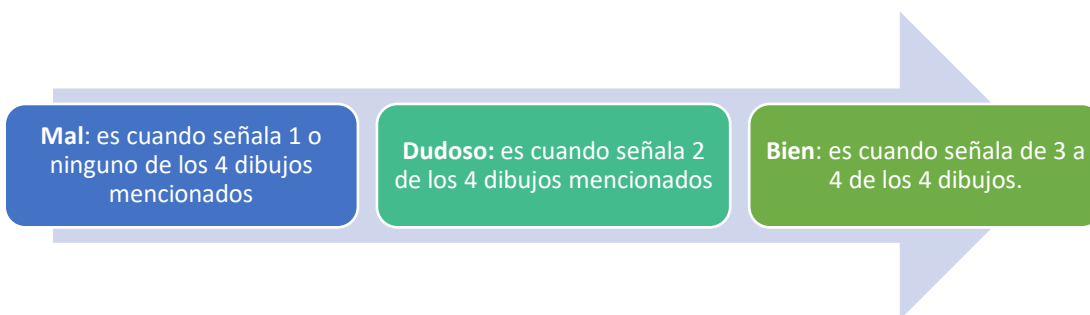 Mal: es cuando señala 1 o
ninguno de los 4 dibujos
mencionados
Dudoso: es cuando señala 2
de los 4 dibujos mencionados
Bien: es cuando señala de 3 a
4 de los 4 dibujos.